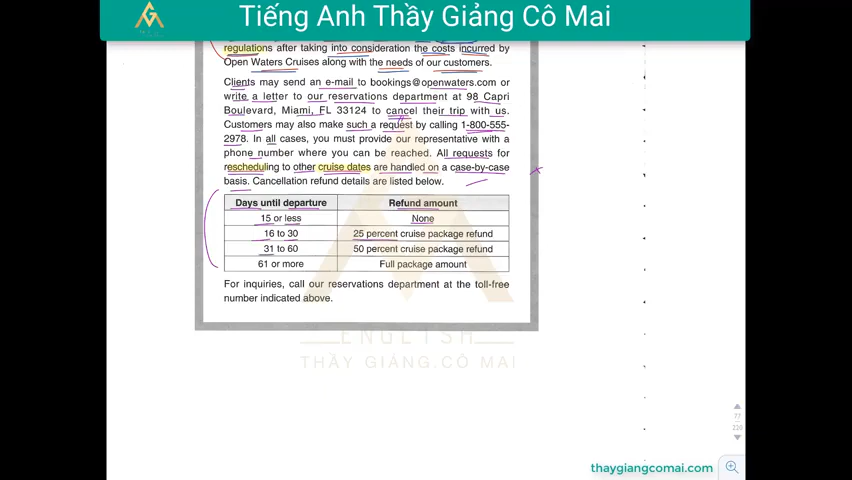 Tiếng Anh Thầy Giảng Cô Mai
regulations after taking into consideration the costs incurred by
Open Waters Cruises along with the needs of our customers.
Clients may send an e-mail to bookings@openwaters.com or
write a letter to our reservations department at 98 Capri
Boulevard, Miami, FL 33124 to cancel their trip with us.
Customers may also make such a request by calling 1-800-555-
2978. In all cases, you must provide our representative with a
phone number where you can be reached. All requests for
rescheduling to other cruise dates are handled on a case-by-case
basis. Cancellation refund details are listed below.
Days until departure Refund amount
15 or less None
16 to 30 25 percent cruise package refund
31 to 60 50 percent cruise package refund
61 or more Full package amount
For inquiries, call our reservations department at the toll-free
number indicated above.
ENGLISH
THẦY GIẢNG.CÔ MAI
77
220
thaygiangcomai.com